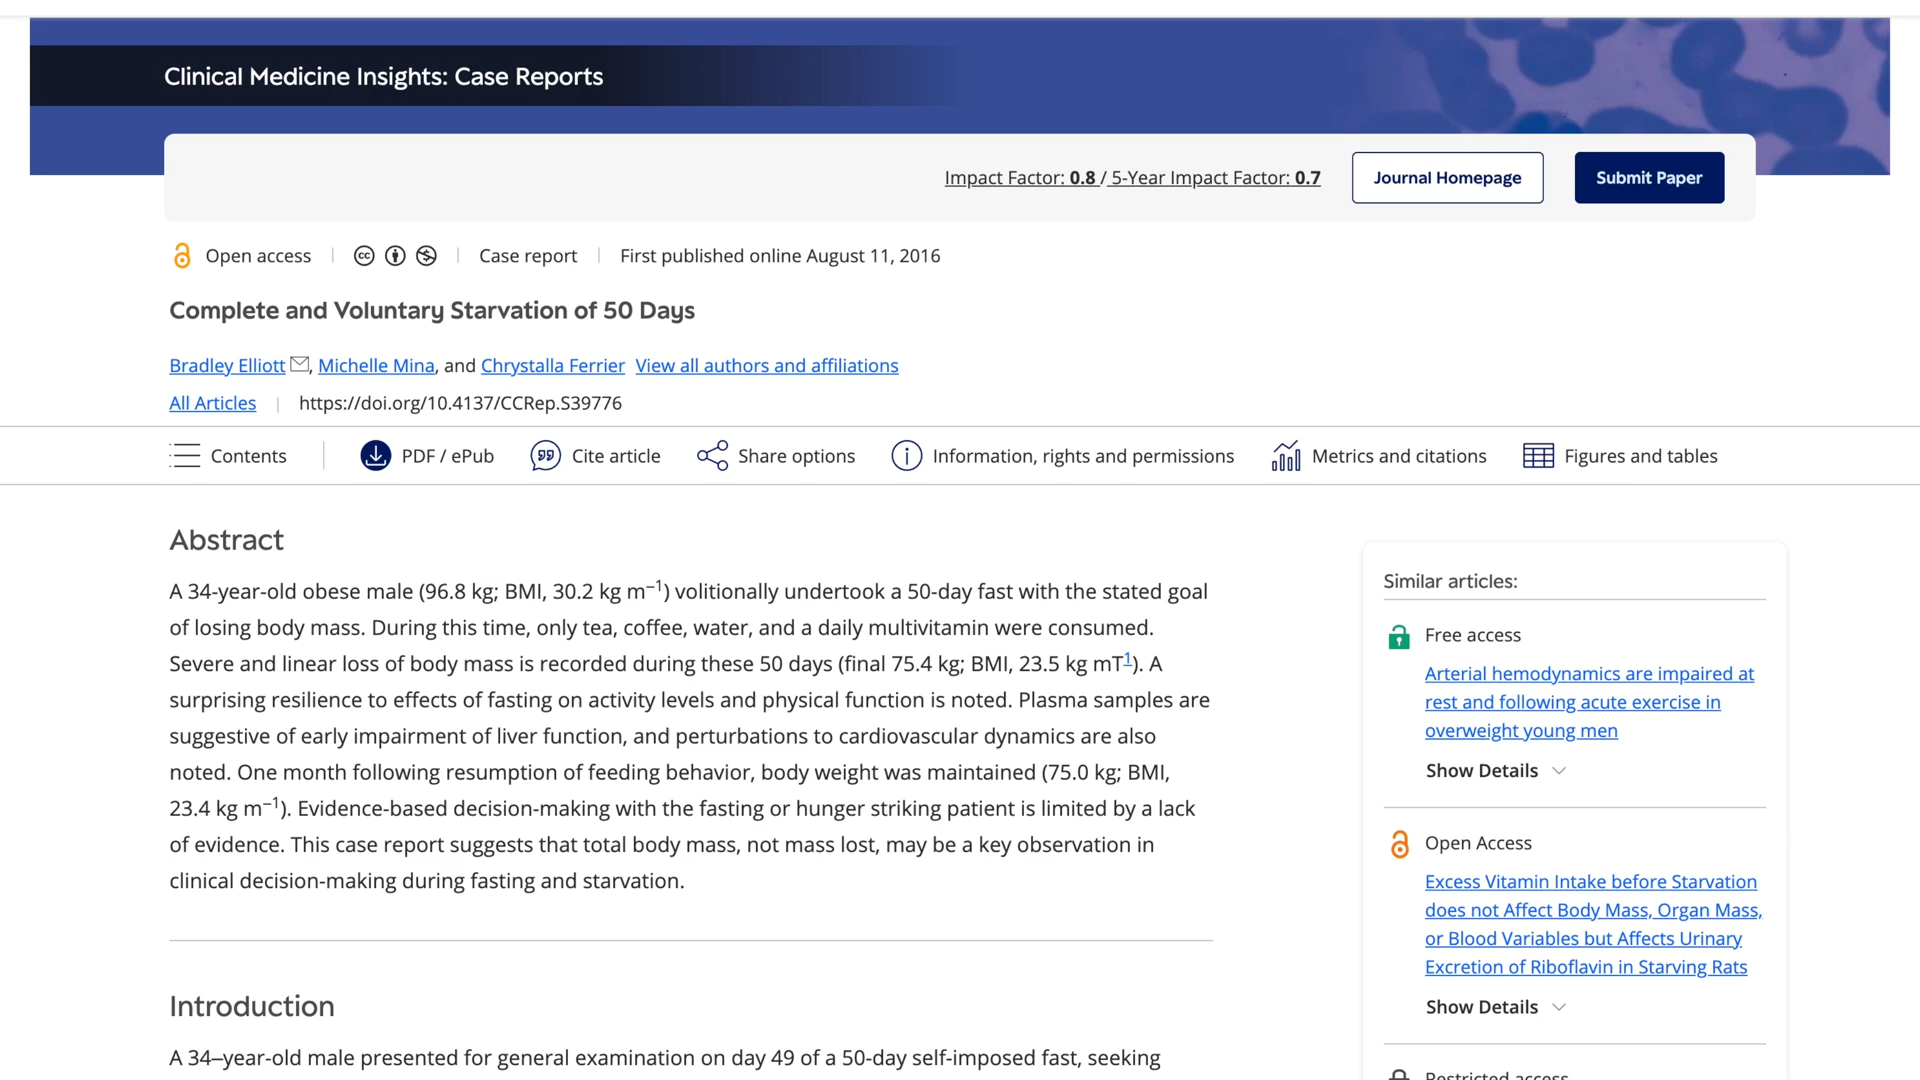 Clinical Medicine Insights: Case Reports
Impact Factor: 0.8 / 5-Year Impact Factor: 0.7
Journal Homepage
Submit Paper
Open access
Case report
First published online August 11, 2016
Complete and Voluntary Starvation of 50 Days
Bradley Elliott, Michelle Mina, and Chrystalla Ferrier View all authors and affiliations
All Articles
https://doi.org/10.4137/CCRep.S39776
Contents
PDF / ePub
Cite article
Share options
Information, rights and permissions
Metrics and citations
Figures and tables
Abstract
A 34-year-old obese male (96.8 kg; BMI, 30.2 kg m−1) volitionally undertook a 50-day fast with the stated goal
of losing body mass. During this time, only tea, coffee, water, and a daily multivitamin were consumed.
Severe and linear loss of body mass is recorded during these 50 days (final 75.4 kg; BMI, 23.5 kg mT1). A
surprising resilience to effects of fasting on activity levels and physical function is noted. Plasma samples are
suggestive of early impairment of liver function, and perturbations to cardiovascular dynamics are also
noted. One month following resumption of feeding behavior, body weight was maintained (75.0 kg; BMI,
23.4 kg m−1). Evidence-based decision-making with the fasting or hunger striking patient is limited by a lack
of evidence. This case report suggests that total body mass, not mass lost, may be a key observation in
clinical decision-making during fasting and starvation.
Introduction
A 34–year-old male presented for general examination on day 49 of a 50-day self-imposed fast, seeking
Similar articles:
Free access
Arterial hemodynamics are impaired at
rest and following acute exercise in
overweight young men
Show Details
Open Access
Excess Vitamin Intake before Starvation
does not Affect Body Mass, Organ Mass,
or Blood Variables but Affects Urinary
Excretion of Riboflavin in Starving Rats
Show Details
Restricted access